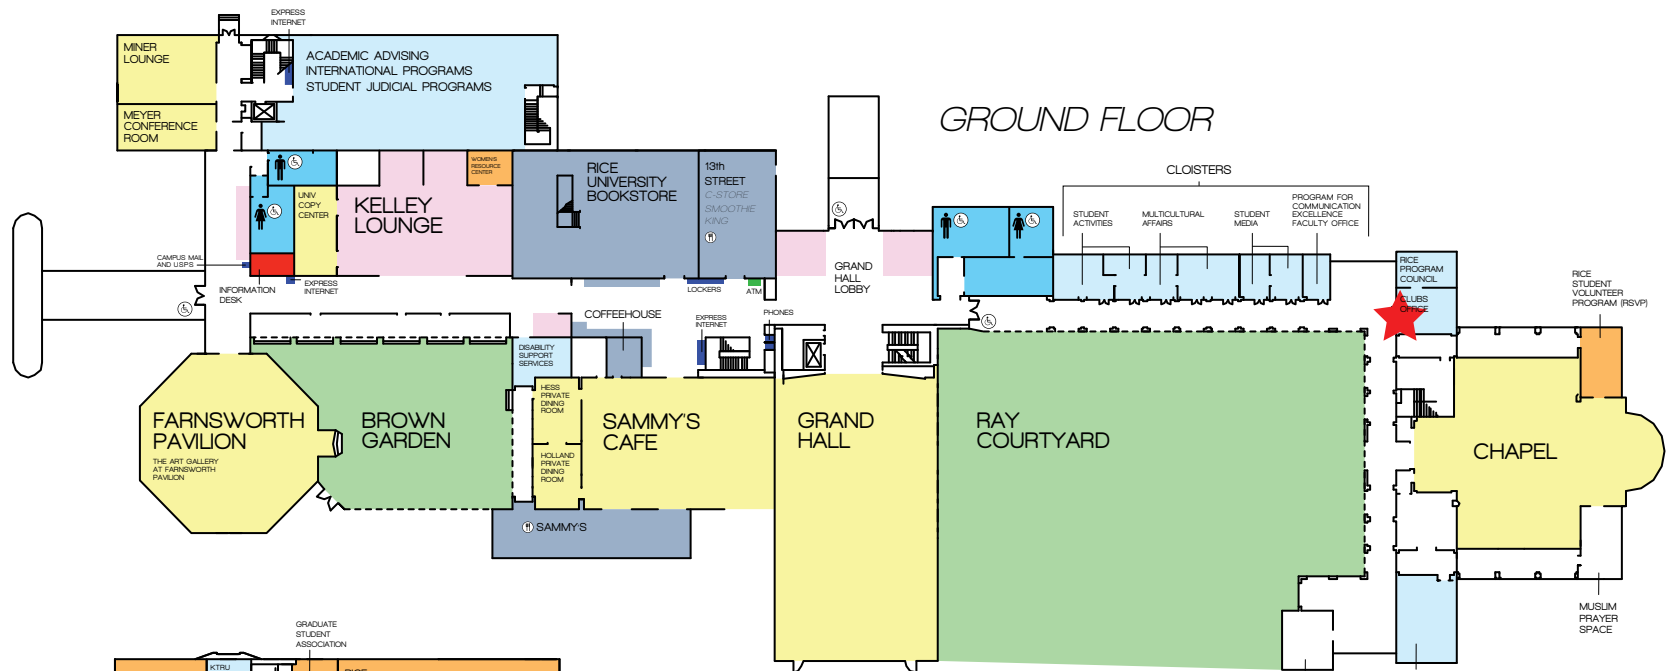 EXPRESS
INTERNET
MINER
LOUNGE
ACADEMIC ADVISING
INTERNATIONAL PROGRAMS
STUDENT JUDICIAL PROGRAMS
MEYER
CONFERENCE
ROOM
GROUND FLOOR
CLOISTERS
STUDENT
ACTIVITIES
MULTICULTURAL
AFFAIRS
STUDENT
MEDIA
PROGRAM FOR
COMMUNICATION
EXCELLENCE
FACULTY OFFICE
UNIV
COPY
CENTER
KELLEY
LOUNGE
WOMEN'S
RESOURCE
CENTER
RICE
UNIVERSITY
BOOKSTORE
13th
STREET
C-STORE
SMOOTHIE
KING
CAMPUS MAIL
AND USPS
INFORMATION
DESK
EXPRESS
INTERNET
LOCKERS
ATM
GRAND
HALL
LOBBY
RICE
PROGRAM
COUNCIL
CLUBS
OFFICE
RICE
STUDENT
VOLUNTEER
PROGRAM (RSVP)
COFFEEHOUSE
EXPRESS
INTERNET
PHONES
DISABILITY
SUPPORT
SERVICES
FARNSWORTH
PAVILION
THE ART GALLERY
AT FARNSWORTH
PAVILION
BROWN
GARDEN
HESS
PRIVATE
DINING
ROOM
HOLLAND
PRIVATE
DINING
ROOM
SAMMY'S
CAFE
SAMMY'S
GRAND
HALL
RAY
COURTYARD
CHAPEL
MUSLIM
PRAYER
SPACE
GRADUATE
STUDENT
ASSOCIATION
KTRU
RICE